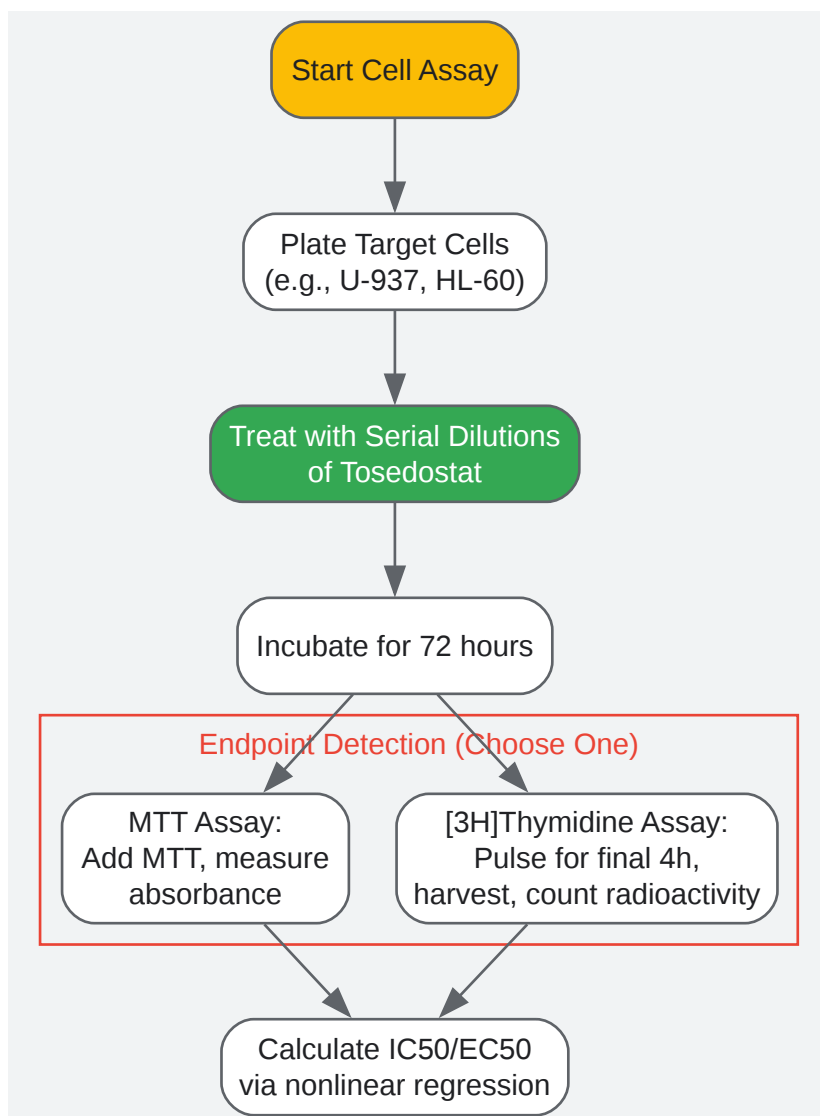 Start Cell Assay
Plate Target Cells
(e.g., U-937, HL-60)
Treat with Serial Dilutions
of Tosedostat
Incubate for 72 hours
Endpoint Detection (Choose One)
MTT Assay:
Add MTT, measure
absorbance
[3H]Thymidine Assay:
Pulse for final 4h,
harvest, count radioactivity
Calculate IC50/EC50
via nonlinear regression